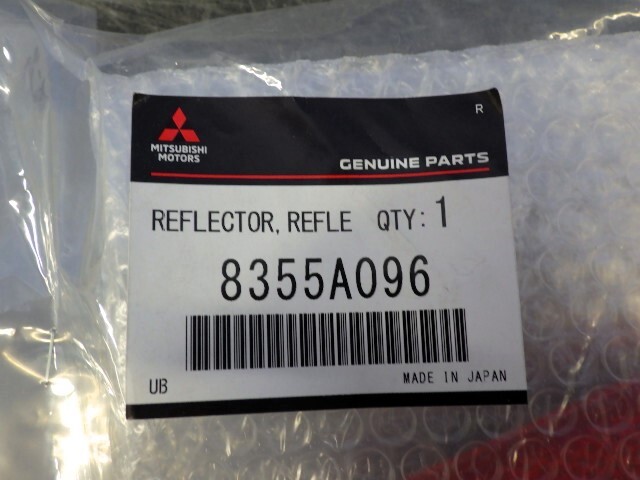 R
MITSUBISHI
MOTORS
GENUINE PARTS
REFLECTOR, REFLE QTY: 1
8355A096
UB
MADE IN JAPAN